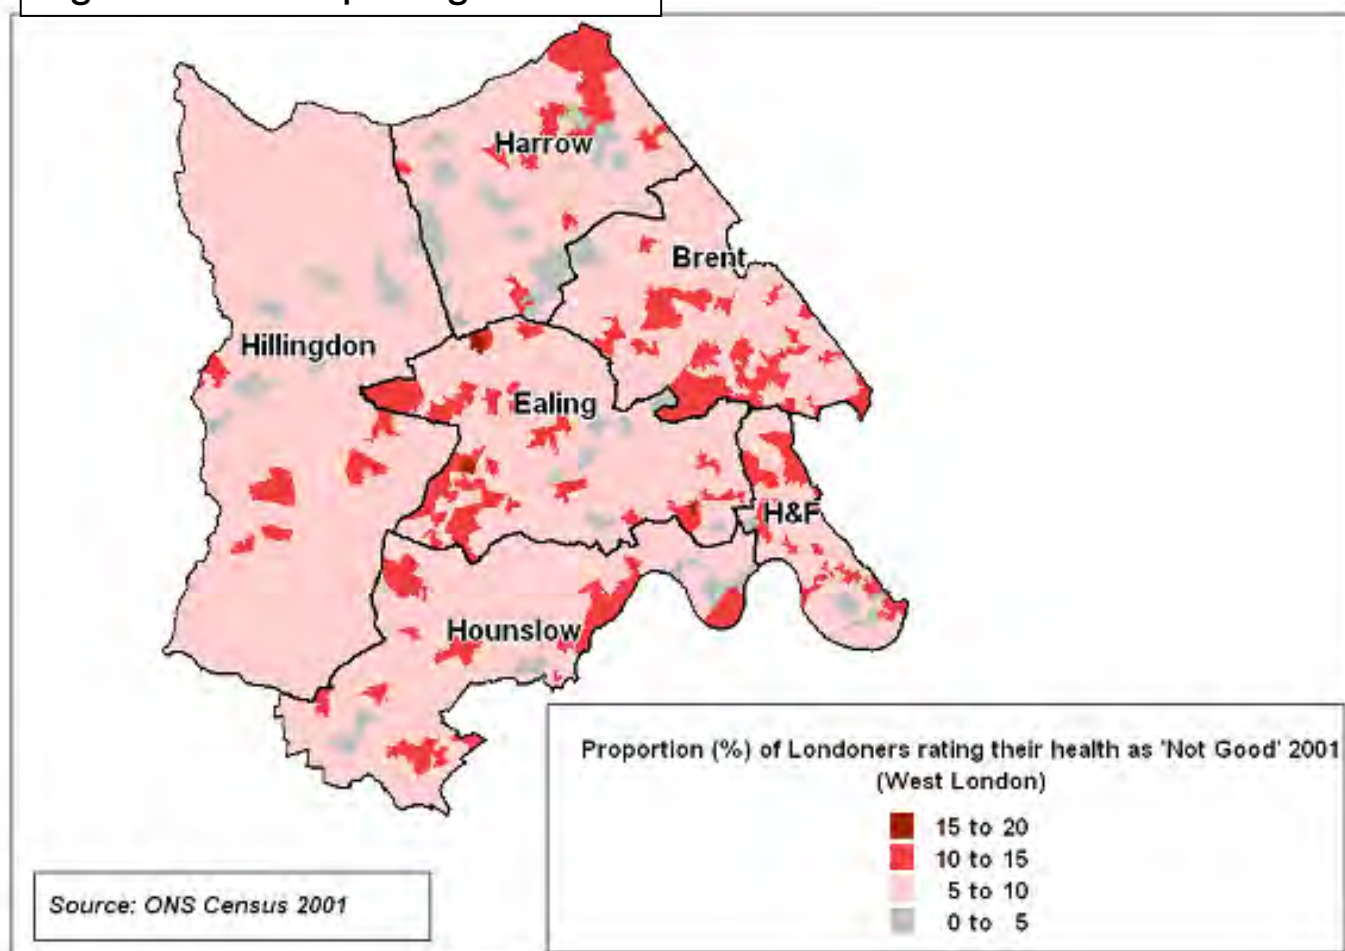 Harrow
Brent
Hillingdon
Ealing
H&F
Hounslow
Proportion (%) of Londoners rating their health as 'Not Good' 2001
(West London)
15 to 20
10 to 15
5 to 10
0 to 5
Source: ONS Census 2001